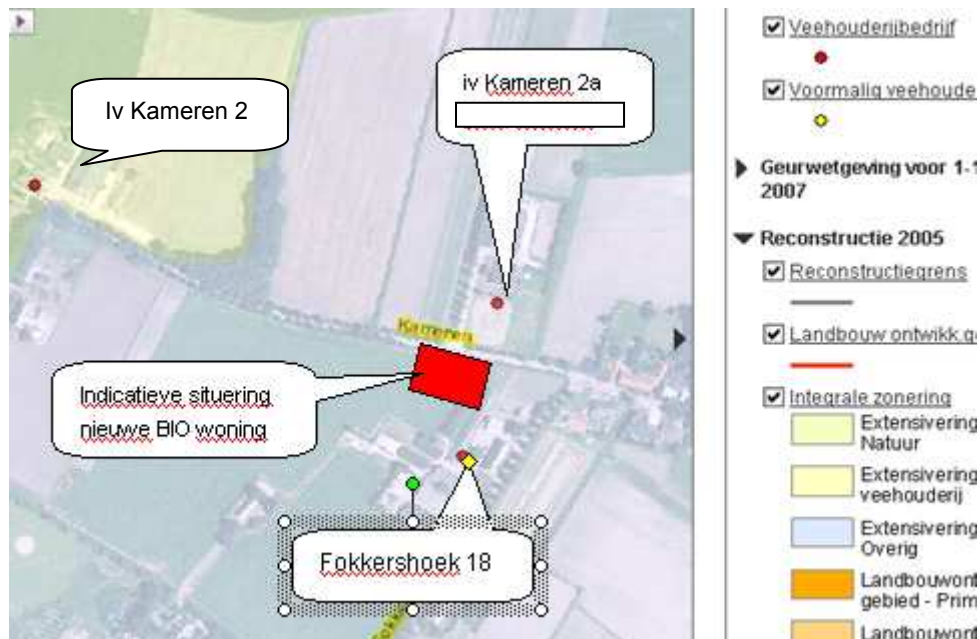 Iv Kameren 2
iv Kameren 2a
Kameren
Indicatieve situering
nieuwe BIO woning
Fokkershoek 18
Veehouderijbedrijf
Voormalig veehoude
Geurwetgeving voor 1-1
2007
Reconstructie 2005
Reconstructiegrens
Landbouw ontwikk.g
Integrale zonering
Extensivering
Natuur
Extensivering
veehouderij
Extensivering
Overig
Landbouwont
gebied - Prim
Landbouwont